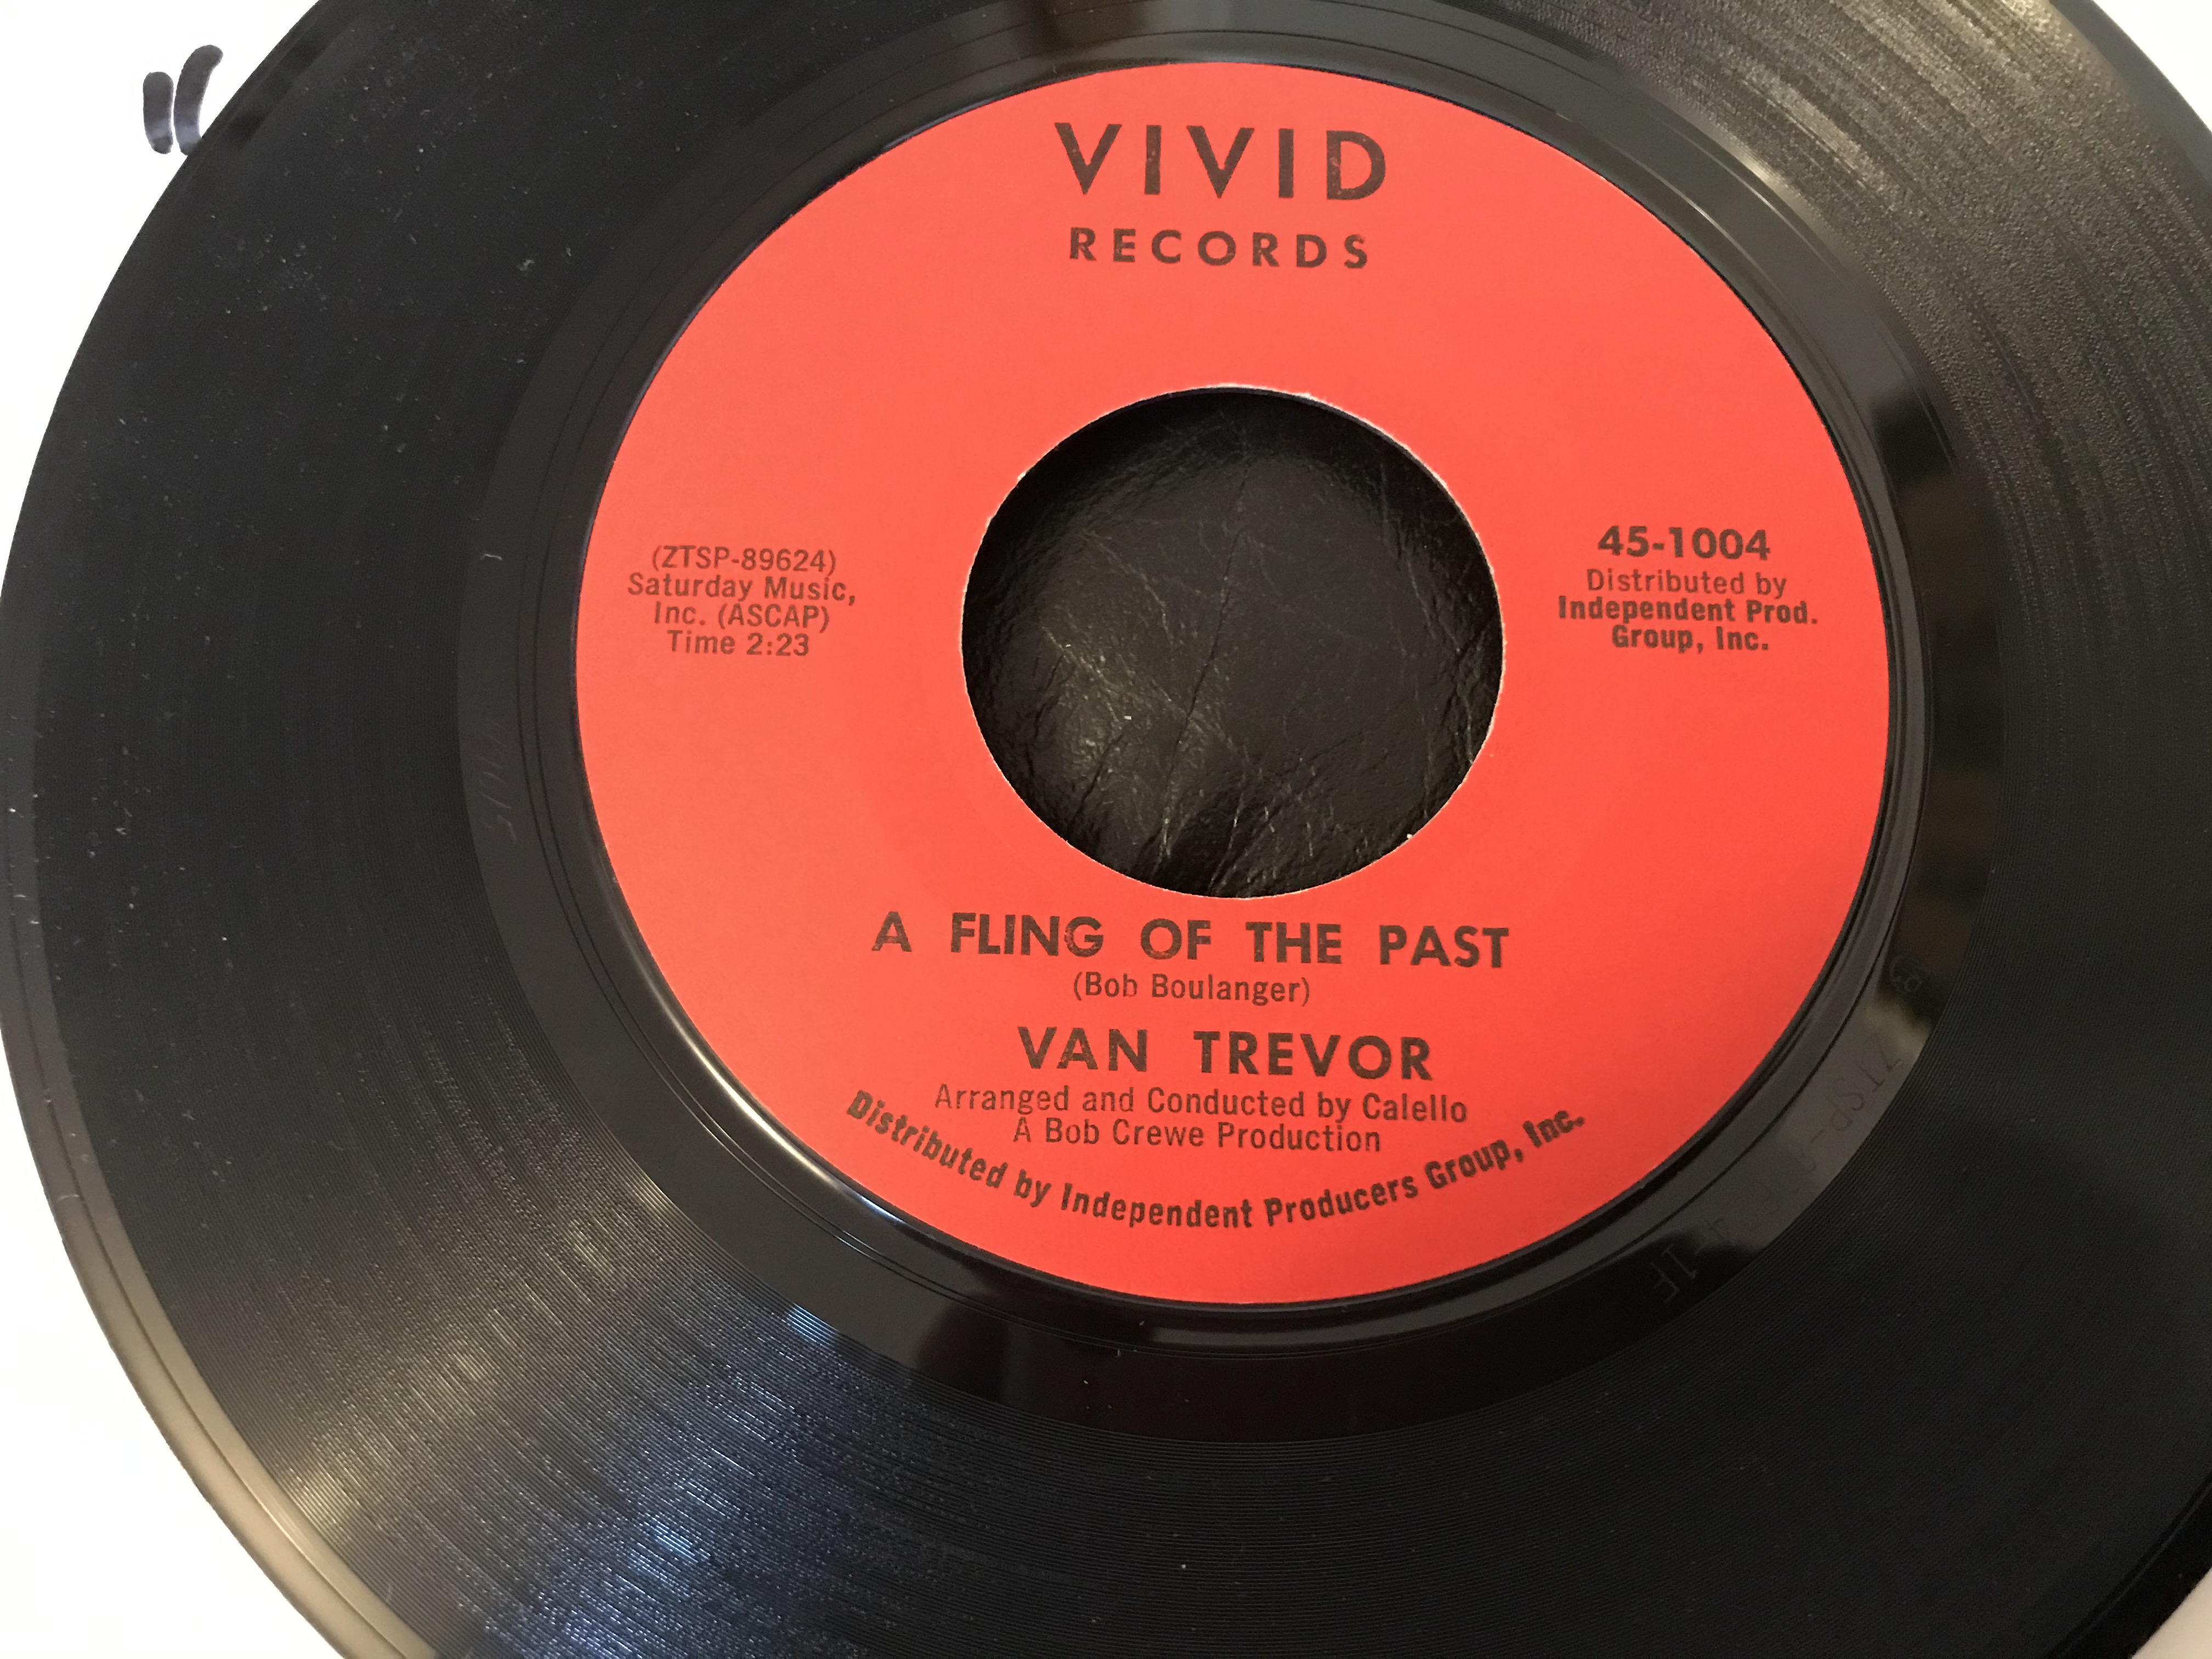 VIVID
RECORDS
(ZTSP-89624)
Saturday Music,
Inc. (ASCAP)
Time 2:23
45-1004
Distributed by
Independent Prod.
Group, Inc.
A FLING OF THE PAST
(Bob Boulanger)
VAN TREVOR
Arranged and Conducted by Calello
A Bob Crewe Production
Distributed by Independent Producers Group, Inc.